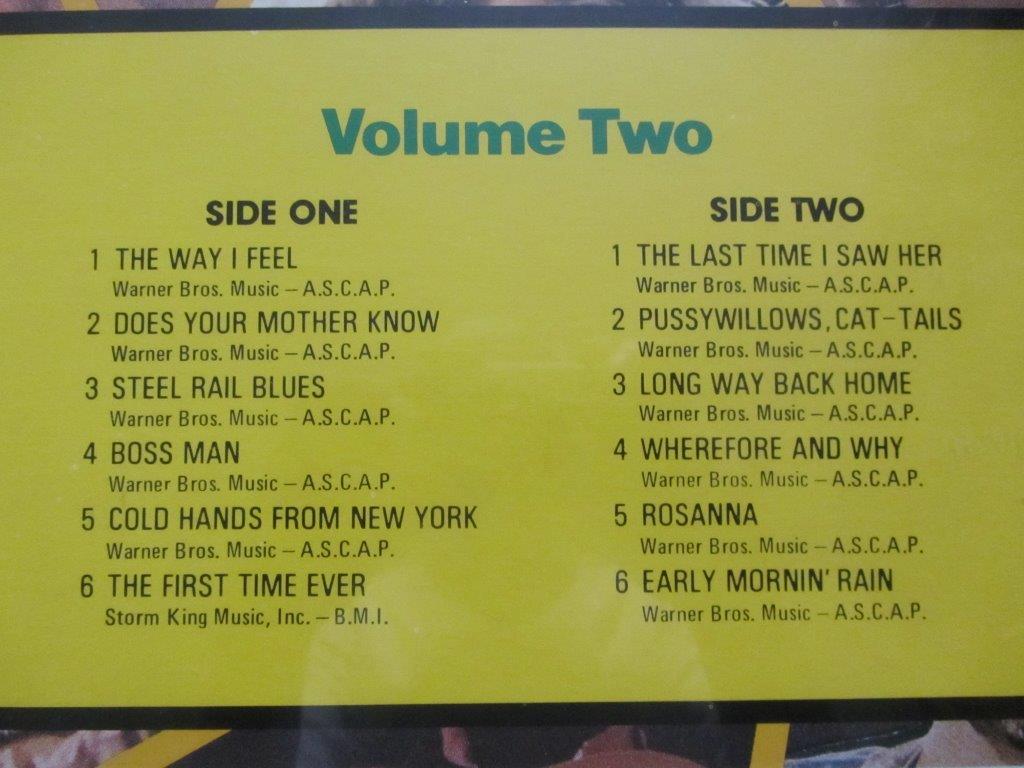 Volume Two
SIDE ONE
1 THE WAY I FEEL
Warner Bros. Music – A.S.C.A.P.
2 DOES YOUR MOTHER KNOW
Warner Bros. Music – A.S.C.A.P.
3 STEEL RAIL BLUES
Warner Bros. Music – A.S.C.A.P.
4 BOSS MAN
Warner Bros. Music – A.S.C.A.P.
5 COLD HANDS FROM NEW YORK
Warner Bros. Music – A.S.C.A.P.
6 THE FIRST TIME EVER
Storm King Music, Inc. – B.M.I.
SIDE TWO
1 THE LAST TIME I SAW HER
Warner Bros. Music – A.S.C.A.P.
2 PUSSYWILLOWS, CAT-TAILS
Warner Bros. Music – A.S.C.A.P.
3 LONG WAY BACK HOME
Warner Bros. Music – A.S.C.A.P.
4 WHEREFORE AND WHY
Warner Bros. Music – A.S.C.A.P.
5 ROSANNA
Warner Bros. Music – A.S.C.A.P.
6 EARLY MORNIN' RAIN
Warner Bros. Music – A.S.C.A.P.